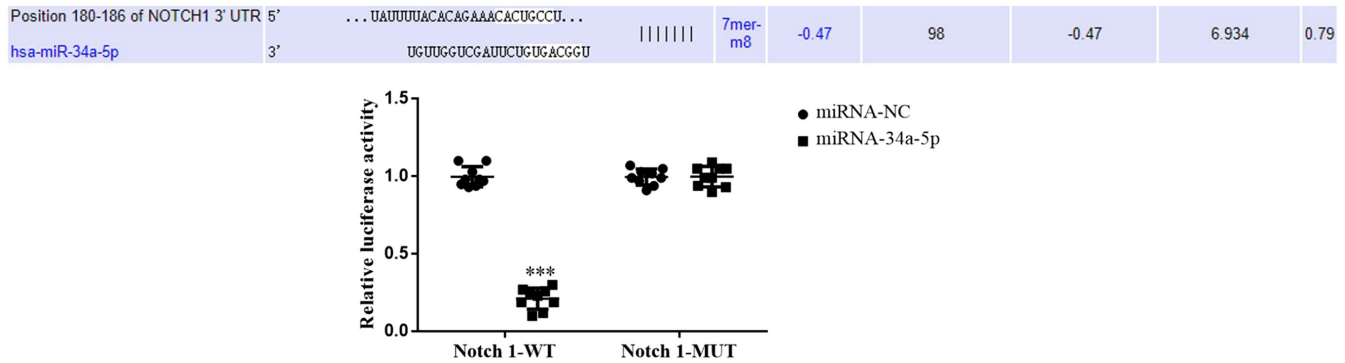 Position 180-186 of NOTCH1 3' UTR 5' ...UAUUUUACACAGAAACACUGCCU... 7mer-m8 -0.47 98 -0.47 6.934 0.79
hsa-miR-34a-5p 3' UGUUGGUCGAUUCUGUGACGGU
Relative luciferase activity
1.5
1.0
0.5
0.0
***
Notch 1-WT Notch 1-MUT
miRNA-NC
miRNA-34a-5p